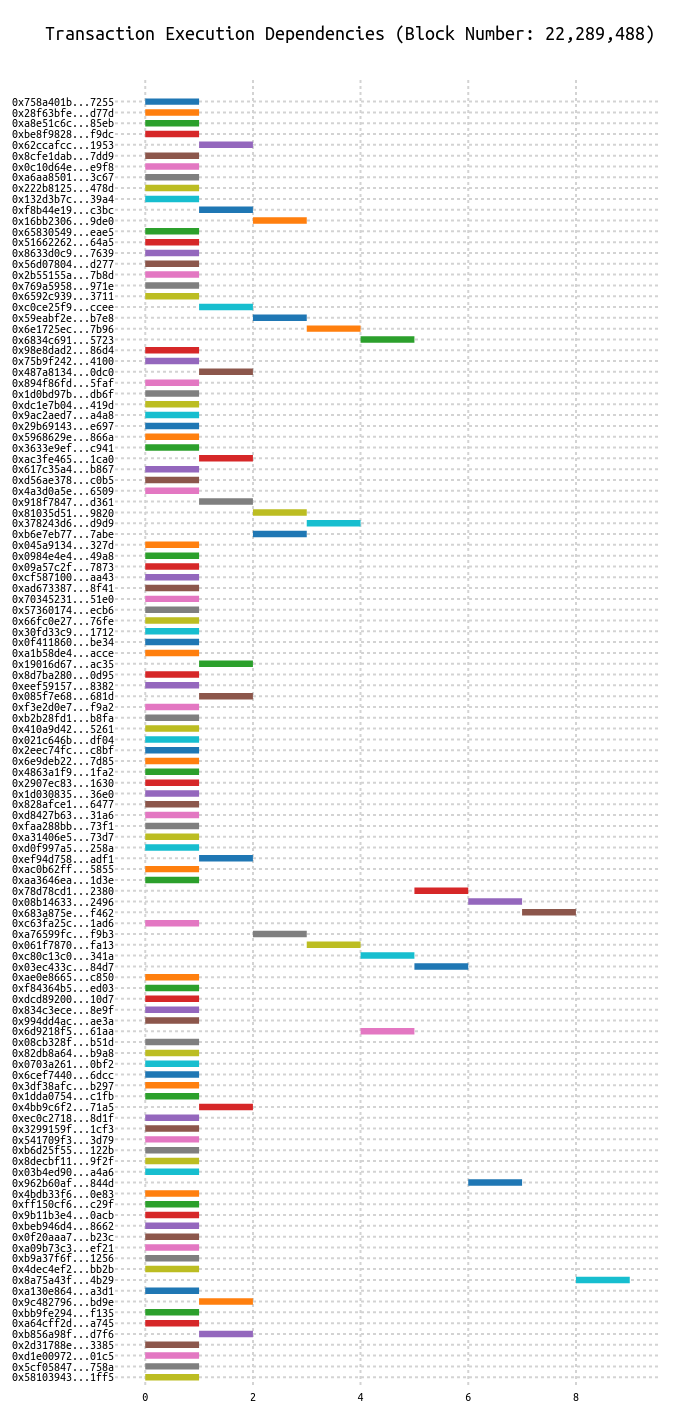 Transaction Execution Dependencies (Block Number: 22,289,488)
0x758a401b...7255
0x28f63bfe...d77d
0xa8e51c6c...85eb
0xbe8f9828...f9dc
0x62ccafcc...1953
0x8cfe1dab...7dd9
0x0c10d64e...e9f8
0xa6aa8501...3c67
0x222b8125...478d
0x132d3b7c...39a4
0xf8b44e19...c3bc
0x16bb2306...9de0
0x65830549...eae5
0x51662262...64a5
0x8633d0c9...7639
0x56d07804...d277
0x2b55155a...7b8d
0x769a5958...971e
0x6592c939...3711
0xc0ce25f9...ccee
0x59eabf2e...b7e8
0x6e1725ec...7b96
0x6834c691...5723
0x98e8dad2...86d4
0x75b9f242...4100
0x487a8134...0dc0
0x894f86fd...5faf
0x1d0bd97b...db6f
0xdc1e7b04...419d
0x9ac2aed7...a4a8
0x29b69143...e697
0x5968629e...866a
0x3633e9ef...c941
0xac3fe465...1ca0
0x617c35a4...b867
0xd56ae378...c0b5
0x4a3d0a5e...6509
0x918f7847...d361
0x81035d51...9820
0x378243d6...d9d9
0xb6e7eb77...7abe
0x045a9134...327d
0x0984e4e4...49a8
0x09a57c2f...7873
0xcf587100...aa43
0xad673387...8f41
0x70345231...51e0
0x57360174...ecb6
0x66fc0e27...76fe
0x30fd33c9...1712
0x0f411860...be34
0xa1b58de4...acce
0x19016d67...ac35
0x8d7ba280...0d95
0xeef59157...8382
0x085f7e68...681d
0xf3e2d0e7...f9a2
0xb2b28fd1...b8fa
0x410a9d42...5261
0x021c646b...df04
0x2eec74fc...c8bf
0x6e9deb22...7d85
0x4863a1f9...1fa2
0x2907ec83...1630
0x1d030835...36e0
0x828afce1...6477
0xd8427b63...31a6
0xfaa288bb...73f1
0xa31406e5...73d7
0xd0f997a5...258a
0xef94d758...adf1
0xac0b62ff...5855
0xaa3646ea...1d3e
0x78d78cd1...2380
0x08b14633...2496
0x683a875e...f462
0xc63fa25c...1ad6
0xa76599fc...f9b3
0x061f7870...fa13
0xc80c13c0...341a
0x03ec433c...84d7
0xae0e8665...c850
0xf84364b5...ed03
0xdcd89200...10d7
0x834c3ece...8e9f
0x994dd4ac...ae3a
0x6d9218f5...61aa
0x08cb328f...b51d
0x82db8a64...b9a8
0x0703a261...0bf2
0x6cef7440...6dcc
0x3df38afc...b297
0x1dda0754...c1fb
0x4bb9c6f2...71a5
0xec0c2718...8d1f
0x3299159f...1cf3
0x541709f3...3d79
0xb6d25f55...122b
0x8decbf11...9f2f
0x03b4ed90...a4a6
0x962b60af...844d
0x4bdb33f6...0e83
0xff150cf6...c29f
0x9b11b3e4...0acb
0xbeb946d4...8662
0x0f20aaa7...b23c
0xa09b73c3...ef21
0xb9a37f6f...1256
0x4dec4ef2...bb2b
0x8a75a43f...4b29
0xa130e864...a3d1
0x9c482796...bd9e
0xbb9fe294...f135
0xa64cff2d...a745
0xb856a98f...d7f6
0x2d31788e...3385
0xd1e00972...01c5
0x5cf05847...758a
0x58103943...1ff5
0 2 4 6 8